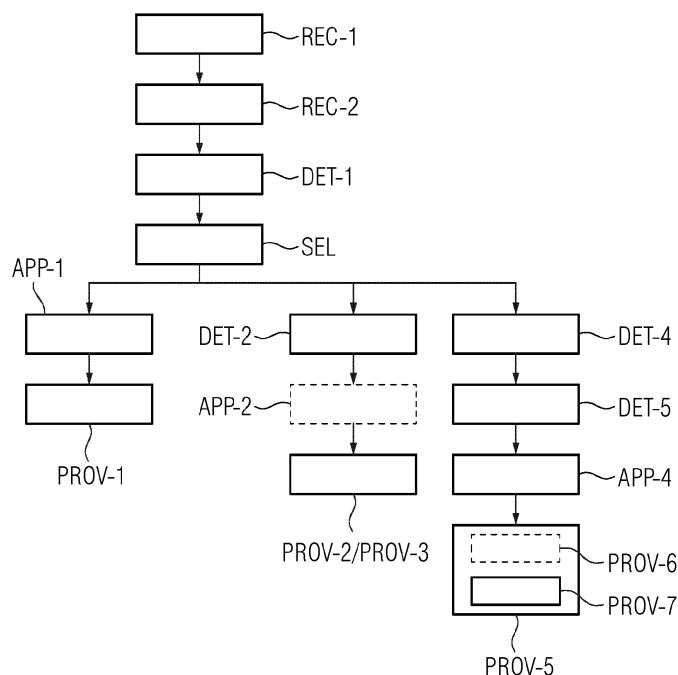 REC-1
REC-2
DET-1
SEL
APP-1
DET-2
DET-4
APP-2
DET-5
PROV-1
APP-4
PROV-2/PROV-3
PROV-6
PROV-7
PROV-5